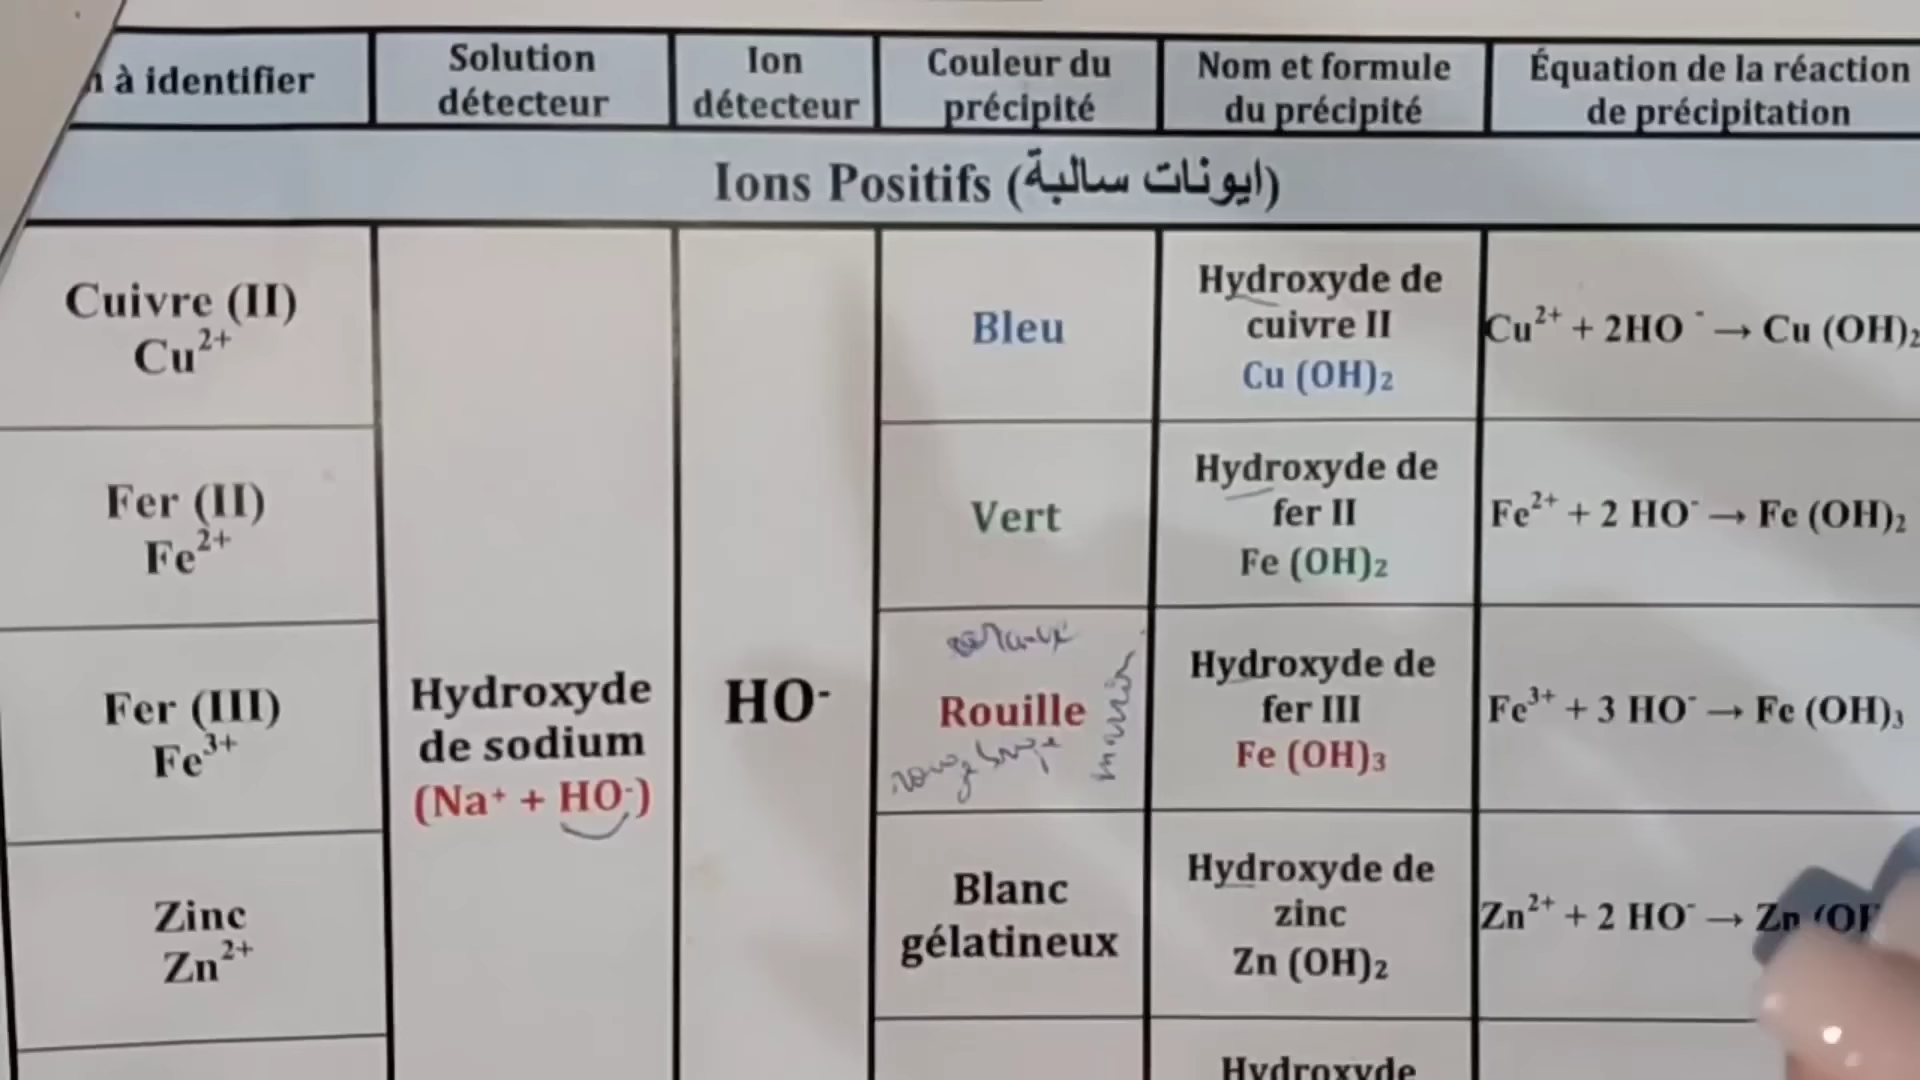 à identifier
Solution
détecteur
Ion
détecteur
Couleur du
précipité
Nom et formule
du précipité
Équation de la réaction
de précipitation
Ions Positifs (ايونات سالبة)
Cuivre (II)
Cu²⁺
Hydroxyde
de sodium
(Na⁺ + HO⁻)
HO⁻
Bleu
Hydroxyde de
cuivre II
Cu (OH)₂
Cu²⁺ + 2HO ⁻ → Cu (OH)₂
Fer (II)
Fe²⁺
Vert
Hydroxyde de
fer II
Fe (OH)₂
Fe²⁺ + 2 HO⁻ → Fe (OH)₂
Fer (III)
Fe³⁺
Rouille
marron
Hydroxyde de
fer III
Fe (OH)₃
Fe³⁺ + 3 HO⁻ → Fe (OH)₃
Zinc
Zn²⁺
Blanc
gélatineux
Hydroxyde de
zinc
Zn (OH)₂
Zn²⁺ + 2 HO⁻ → Zn
Hydroxyde